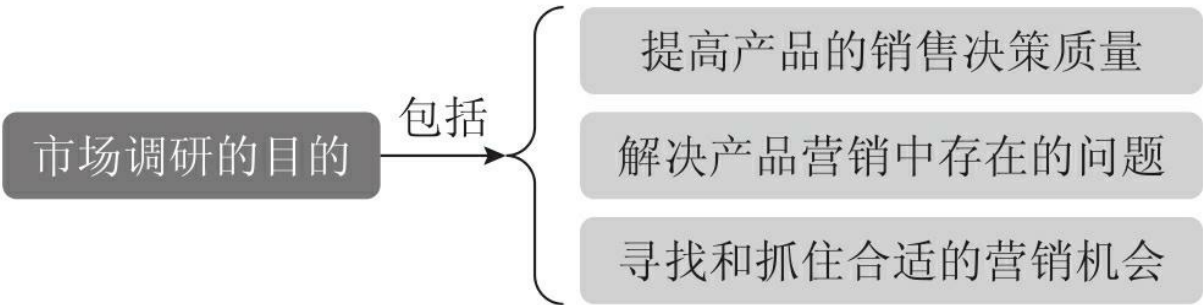 市场调研的目的
包括
提高产品的销售决策质量
解决产品营销中存在的问题
寻找和抓住合适的营销机会